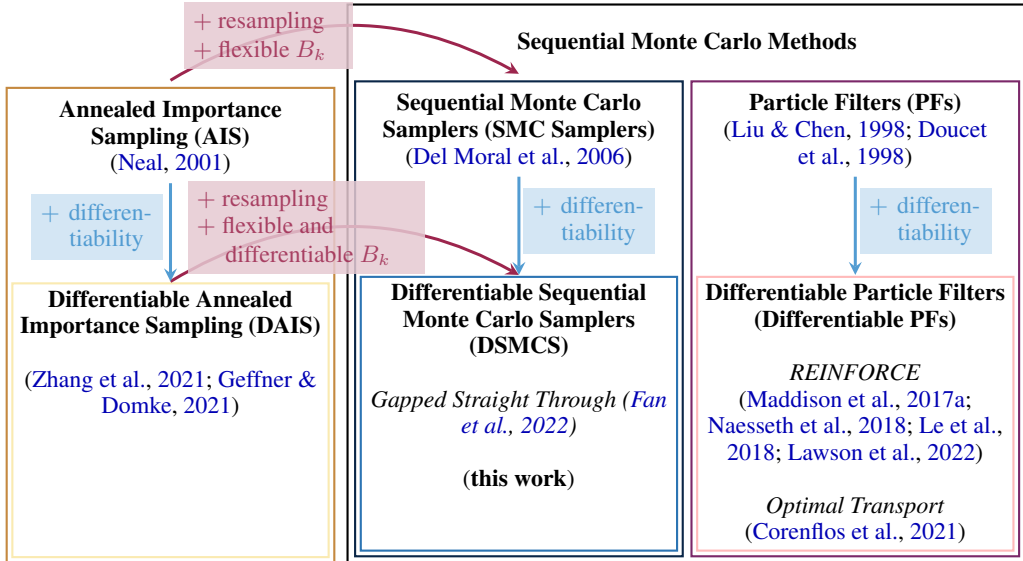 + resampling
+ flexible B_k
Sequential Monte Carlo Methods
Annealed Importance
Sampling (AIS)
(Neal, 2001)
Sequential Monte Carlo
Samplers (SMC Samplers)
(Del Moral et al., 2006)
Particle Filters (PFs)
(Liu & Chen, 1998; Doucet
et al., 1998)
+ differen-
tiability
+ resampling
+ flexible and
differentiable B_k
+ differen-
tiability
+ differen-
tiability
Differentiable Annealed
Importance Sampling (DAIS)
(Zhang et al., 2021; Geffner &
Domke, 2021)
Differentiable Sequential
Monte Carlo Samplers
(DSMCS)
Gapped Straight Through (Fan
et al., 2022)
(this work)
Differentiable Particle Filters
(Differentiable PFs)
REINFORCE
(Maddison et al., 2017a;
Naesseth et al., 2018; Le et al.,
2018; Lawson et al., 2022)
Optimal Transport
(Corenflos et al., 2021)